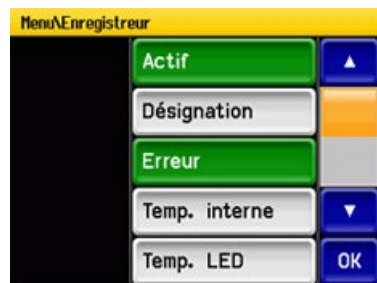 Menu\Enregistreur
Actif
Désignation
Erreur
Temp. interne
Temp. LED
OK